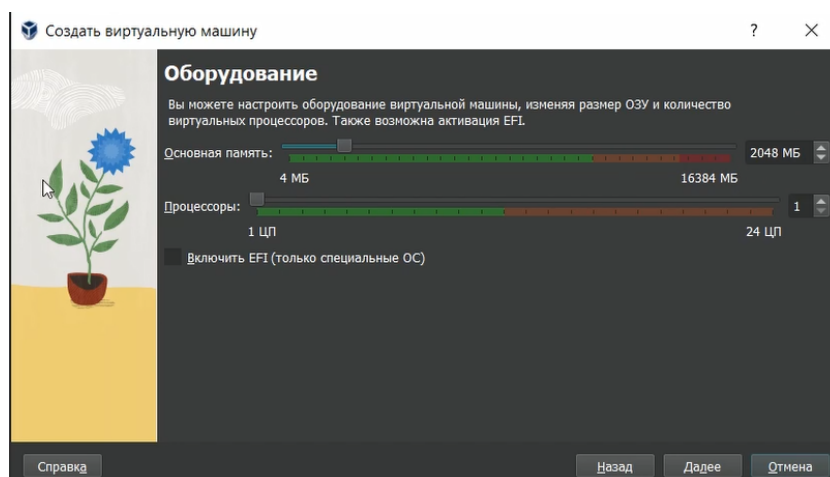 Создать виртуальную машину
?
Оборудование
Вы можете настроить оборудование виртуальной машины, изменяя размер ОЗУ и количество
виртуальных процессоров. Также возможна активация EFI.
Основная память: 2048 МБ
4 МБ 16384 МБ
Процессоры: 1
1 ЦП 24 ЦП
Включить EFI (только специальные ОС)
Справка Назад Далее Отмена